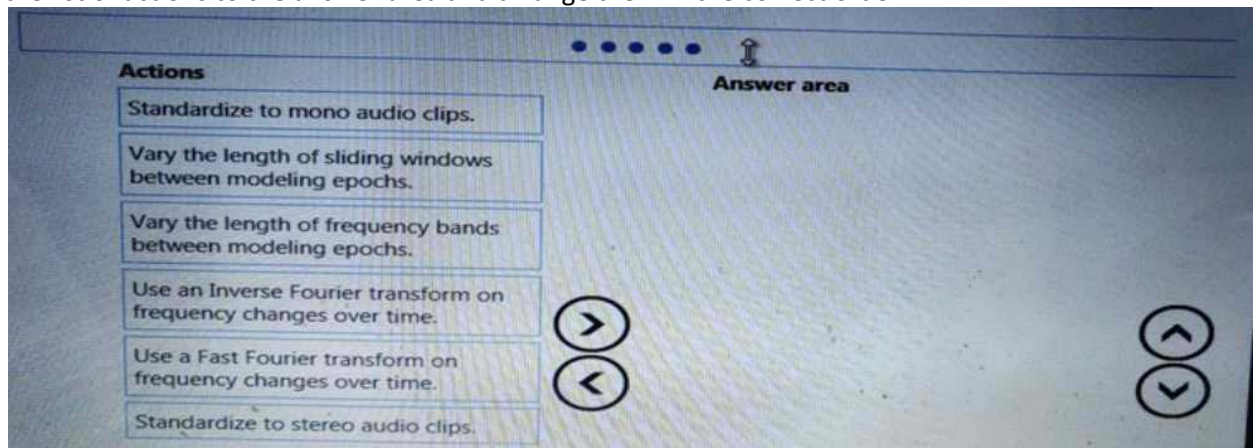 Actions
Answer area
Standardize to mono audio clips.
Vary the length of sliding windows
between modeling epochs.
Vary the length of frequency bands
between modeling epochs.
Use an Inverse Fourier transform on
frequency changes over time.
Use a Fast Fourier transform on
frequency changes over time.
Standardize to stereo audio clips.